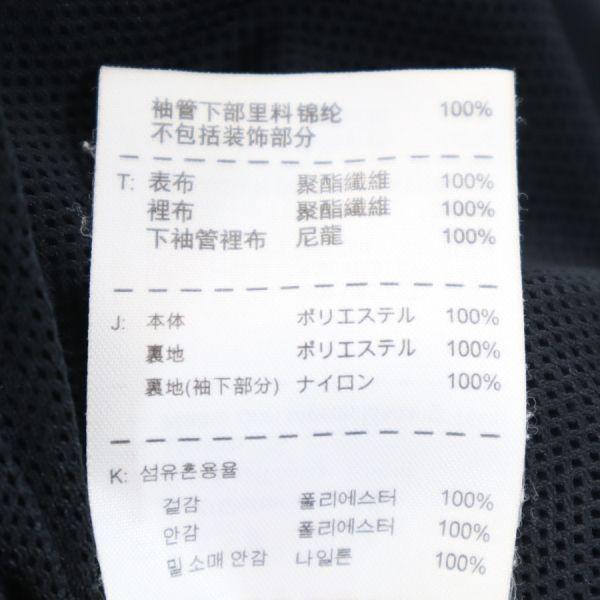 袖管下部里料 锦纶 100%
不包括装饰部分
T: 表布 聚酯纖維 100%
裡布 聚酯纖維 100%
下袖管裡布 尼龍 100%
J: 本体 ポリエステル 100%
裏地 ポリエステル 100%
裏地(袖下部分) ナイロン 100%
K: 섬유혼용율
겉감 폴리에스터 100%
안감 폴리에스터 100%
밑 소매 안감 나일론 100%